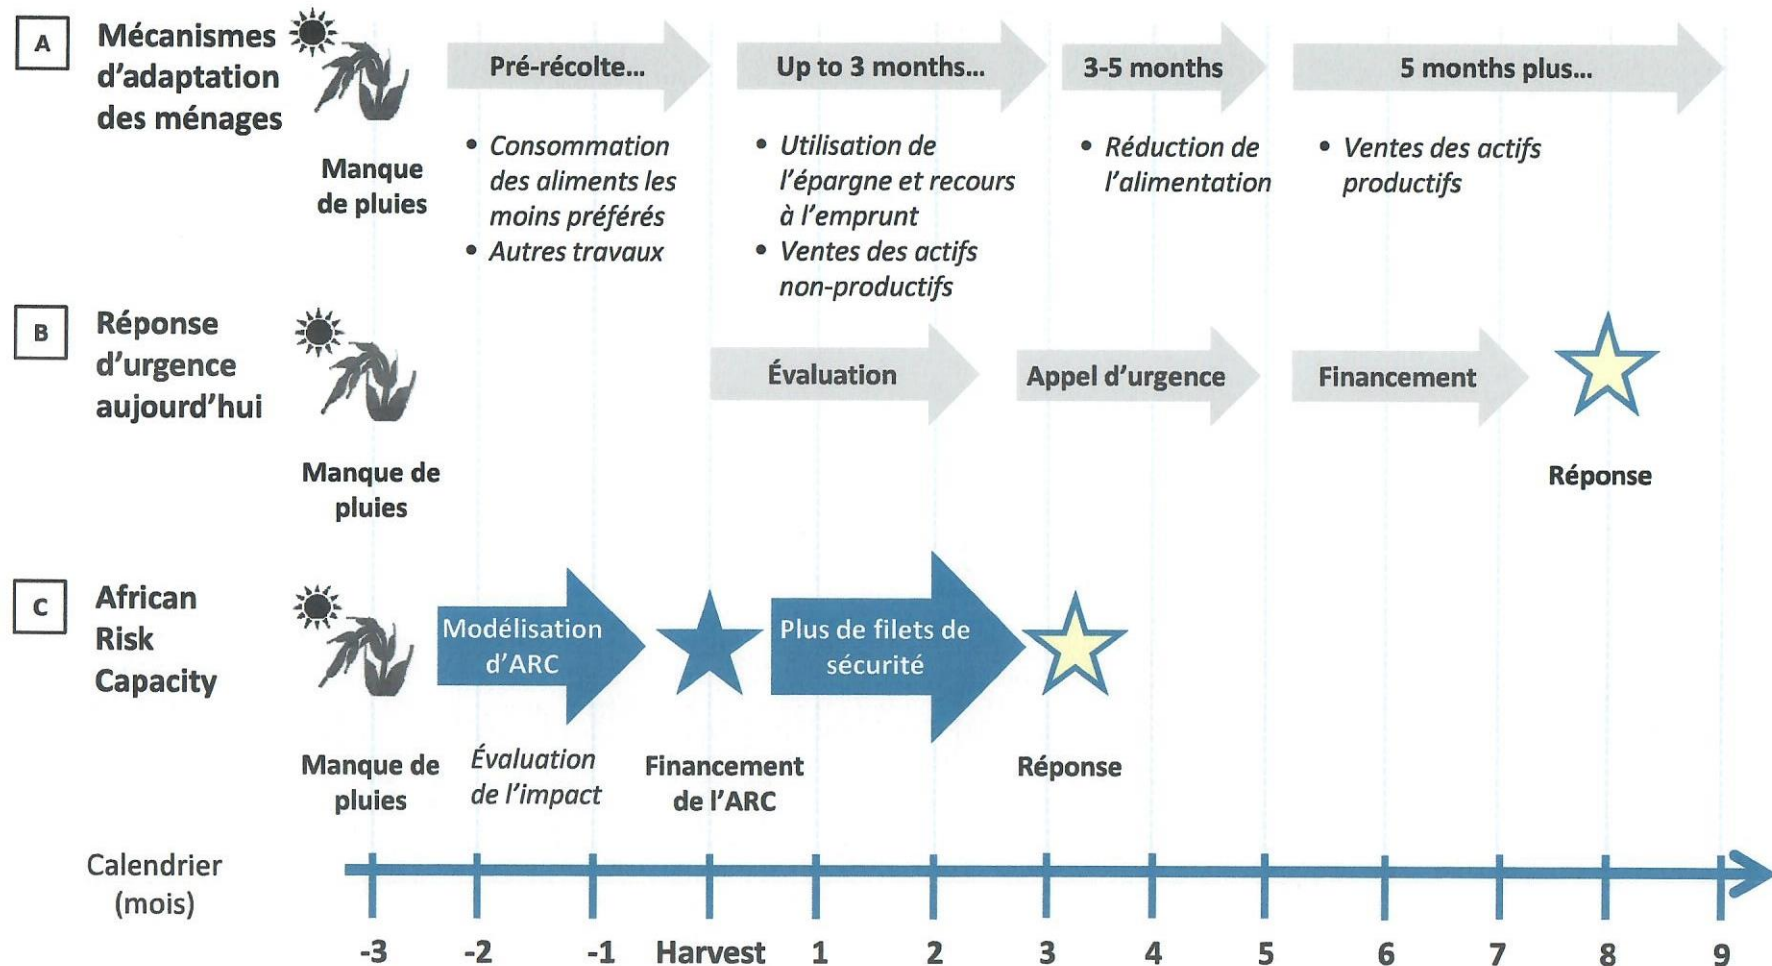 A
Mécanismes
d'adaptation
des ménages
Manque
de pluies
Pré-récolte...
Up to 3 months...
3-5 months
5 months plus...
• Consommation
des aliments les
moins préférés
• Autres travaux
• Utilisation de
l'épargne et recours
à l'emprunt
• Ventes des actifs
non-productifs
• Réduction de
l'alimentation
• Ventes des actifs
productifs
B
Réponse
d'urgence
aujourd'hui
Manque de
pluies
Évaluation
Appel d'urgence
Financement
Réponse
C
African
Risk
Capacity
Manque de
pluies
Modélisation
d'ARC
Évaluation
de l'impact
Financement
de l'ARC
Plus de filets de
sécurité
Réponse
Calendrier
(mois)
-3 -2 -1 Harvest 1 2 3 4 5 6 7 8 9